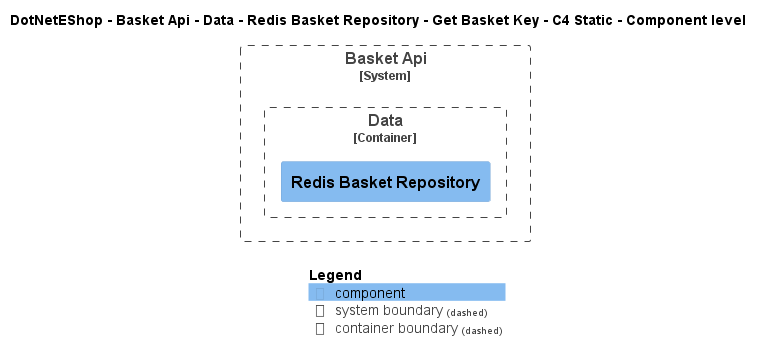 DotNetEShop - Basket Api - Data - Redis Basket Repository - Get Basket Key - C4 Static - Component level
Basket Api
[System]
Data
[Container]
Redis Basket Repository
Legend
component
system boundary (dashed)
container boundary (dashed)